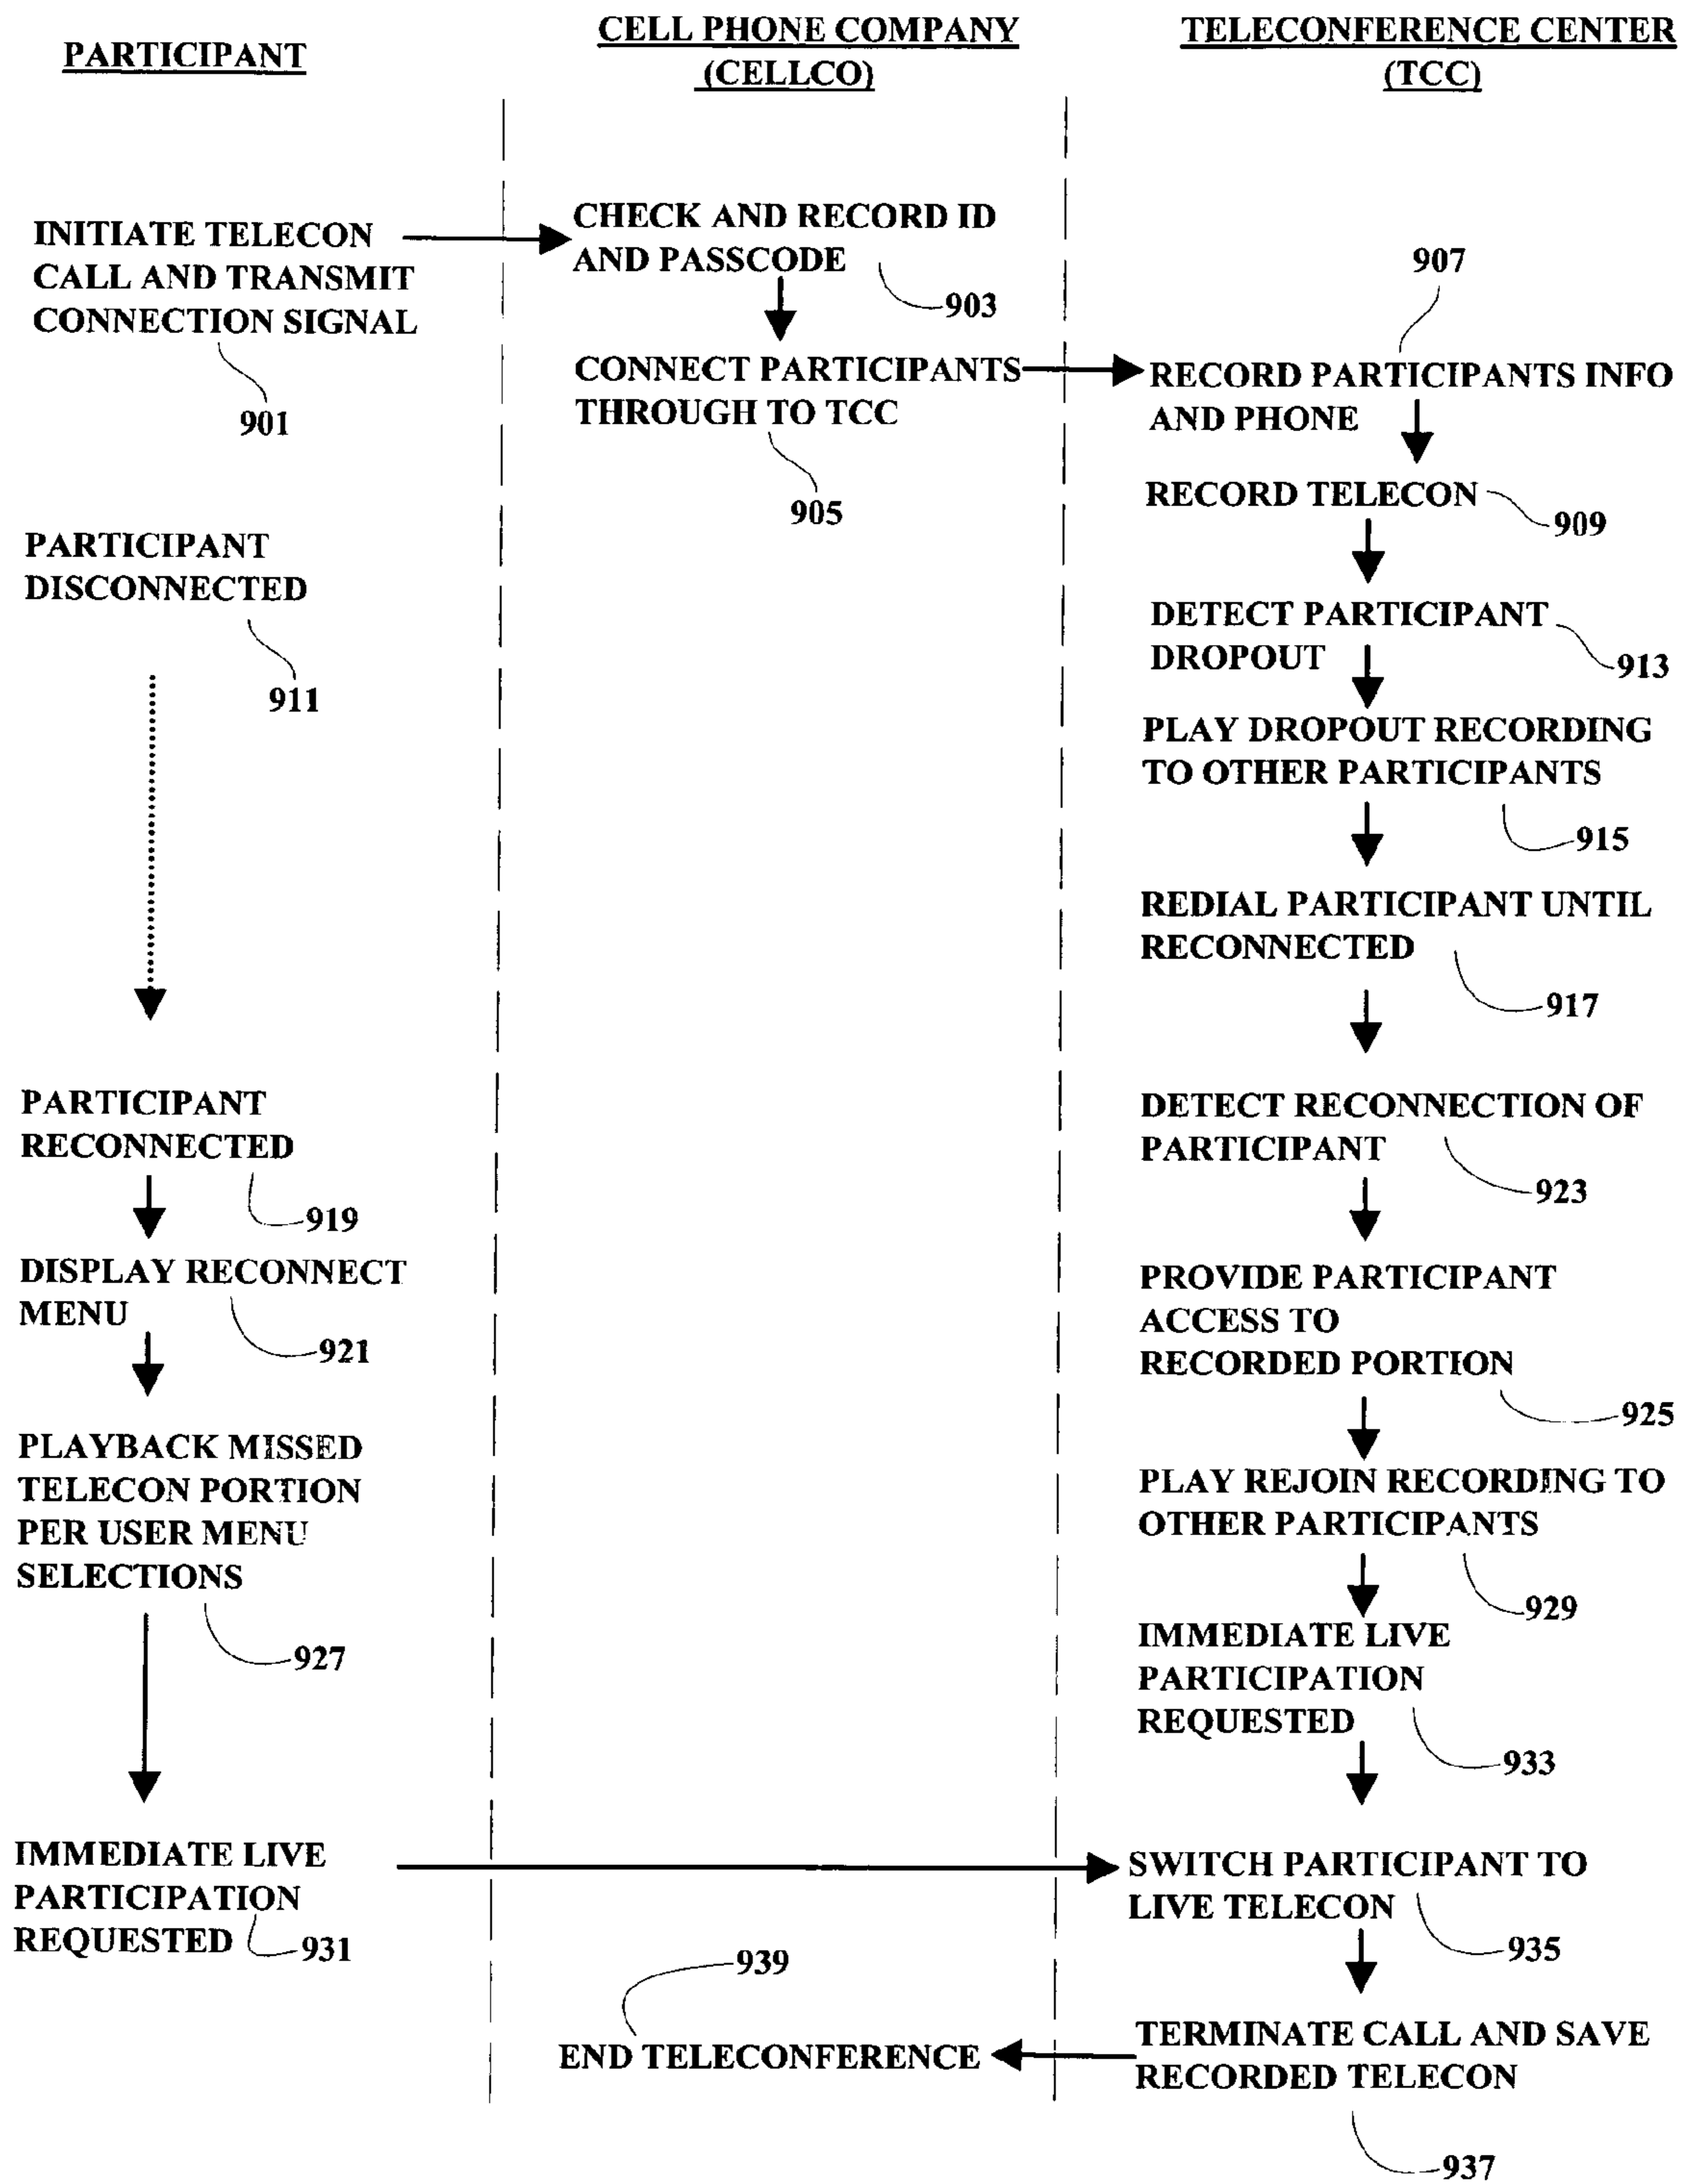 PARTICIPANT
CELL PHONE COMPANY
(CELLCO)
TELECONFERENCE CENTER
(TCC)
INITIATE TELECON
CALL AND TRANSMIT
CONNECTION SIGNAL
901
CHECK AND RECORD ID
AND PASSCODE
903
CONNECT PARTICIPANTS
THROUGH TO TCC
905
907
RECORD PARTICIPANTS INFO
AND PHONE
RECORD TELECON
909
PARTICIPANT
DISCONNECTED
911
DETECT PARTICIPANT
DROPOUT
913
PLAY DROPOUT RECORDING
TO OTHER PARTICIPANTS
915
REDIAL PARTICIPANT UNTIL
RECONNECTED
917
PARTICIPANT
RECONNECTED
919
DISPLAY RECONNECT
MENU
921
DETECT RECONNECTION OF
PARTICIPANT
923
PROVIDE PARTICIPANT
ACCESS TO
RECORDED PORTION
925
PLAYBACK MISSED
TELECON PORTION
PER USER MENU
SELECTIONS
927
PLAY REJOIN RECORDING TO
OTHER PARTICIPANTS
929
IMMEDIATE LIVE
PARTICIPATION
REQUESTED
933
IMMEDIATE LIVE
PARTICIPATION
REQUESTED
931
SWITCH PARTICIPANT TO
LIVE TELECON
935
939
END TELECONFERENCE
TERMINATE CALL AND SAVE
RECORDED TELECON
937